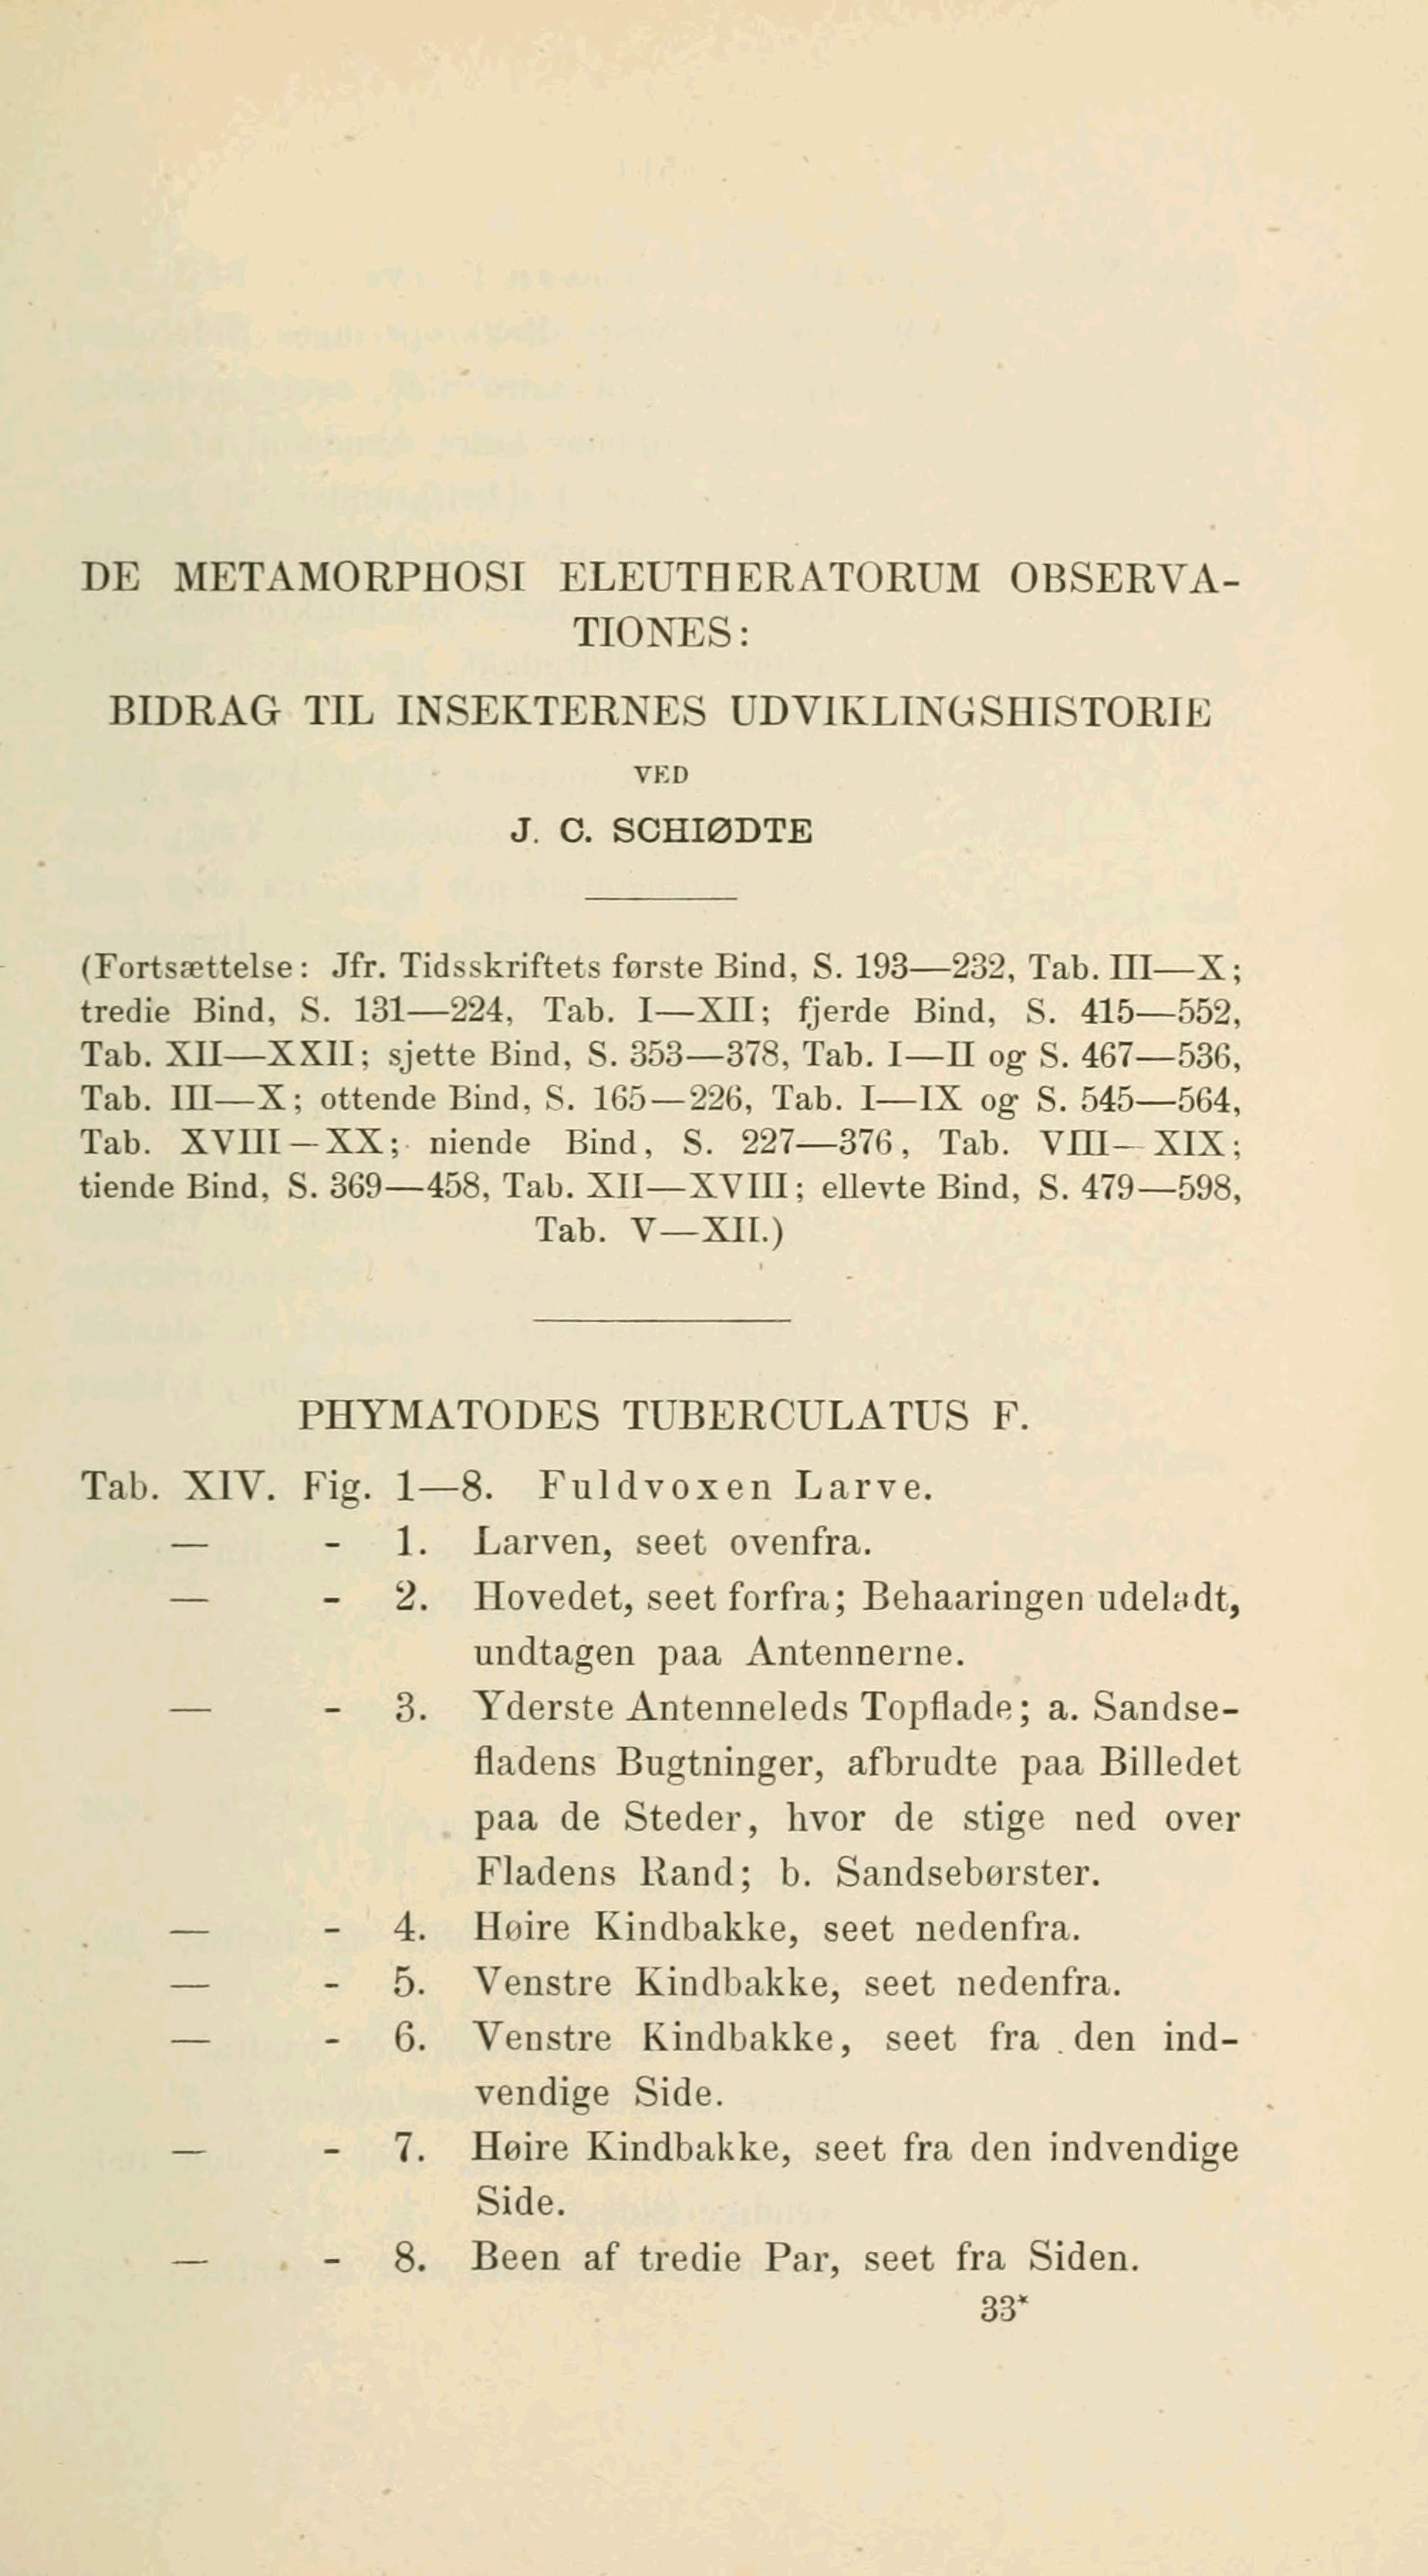 DE METAMORPHOSI ELEUTHERATORUM OBSERVA-
TIONES:
BIDRAG TIL INSEKTERNES UDVIKLINGSHISTORIE
VED
J. C. SCHIØDTE
(Fortsættelse: Jfr. Tidsskriftets første Bind, S. 193—232, Tab. III—X;
tredie Bind, S. 131—224, Tab. I—XII; fjerde Bind, S. 415—552,
Tab. XII—XXII; sjette Bind, S. 353—378, Tab. I—II og S. 467—536,
Tab. III—X; ottende Bind, S. 165—226, Tab. I—IX og S. 545—564,
Tab. XVIII—XX; niende Bind, S. 227—376, Tab. VIII—XIX;
tiende Bind, S. 369—458, Tab. XII—XVIII; ellevte Bind, S. 479—598,
Tab. V—XII.)
PHYMATODES TUBERCULATUS F.
Tab. XIV. Fig. 1—8. Fuldvoxen Larve.
— - 1. Larven, seet ovenfra.
— - 2. Hovedet, seet forfra; Behaaringen udeladt,
undtagen paa Antennerne.
— - 3. Yderste Antenneleds Topflade; a. Sandse-
fladens Bugtninger, afbrudte paa Billedet
paa de Steder, hvor de stige ned over
Fladens Rand; b. Sandsebørster.
— - 4. Høire Kindbakke, seet nedenfra.
— - 5. Venstre Kindbakke, seet nedenfra.
— - 6. Venstre Kindbakke, seet fra den ind-
vendige Side.
— - 7. Høire Kindbakke, seet fra den indvendige
Side.
— - 8. Been af tredie Par, seet fra Siden.
33*